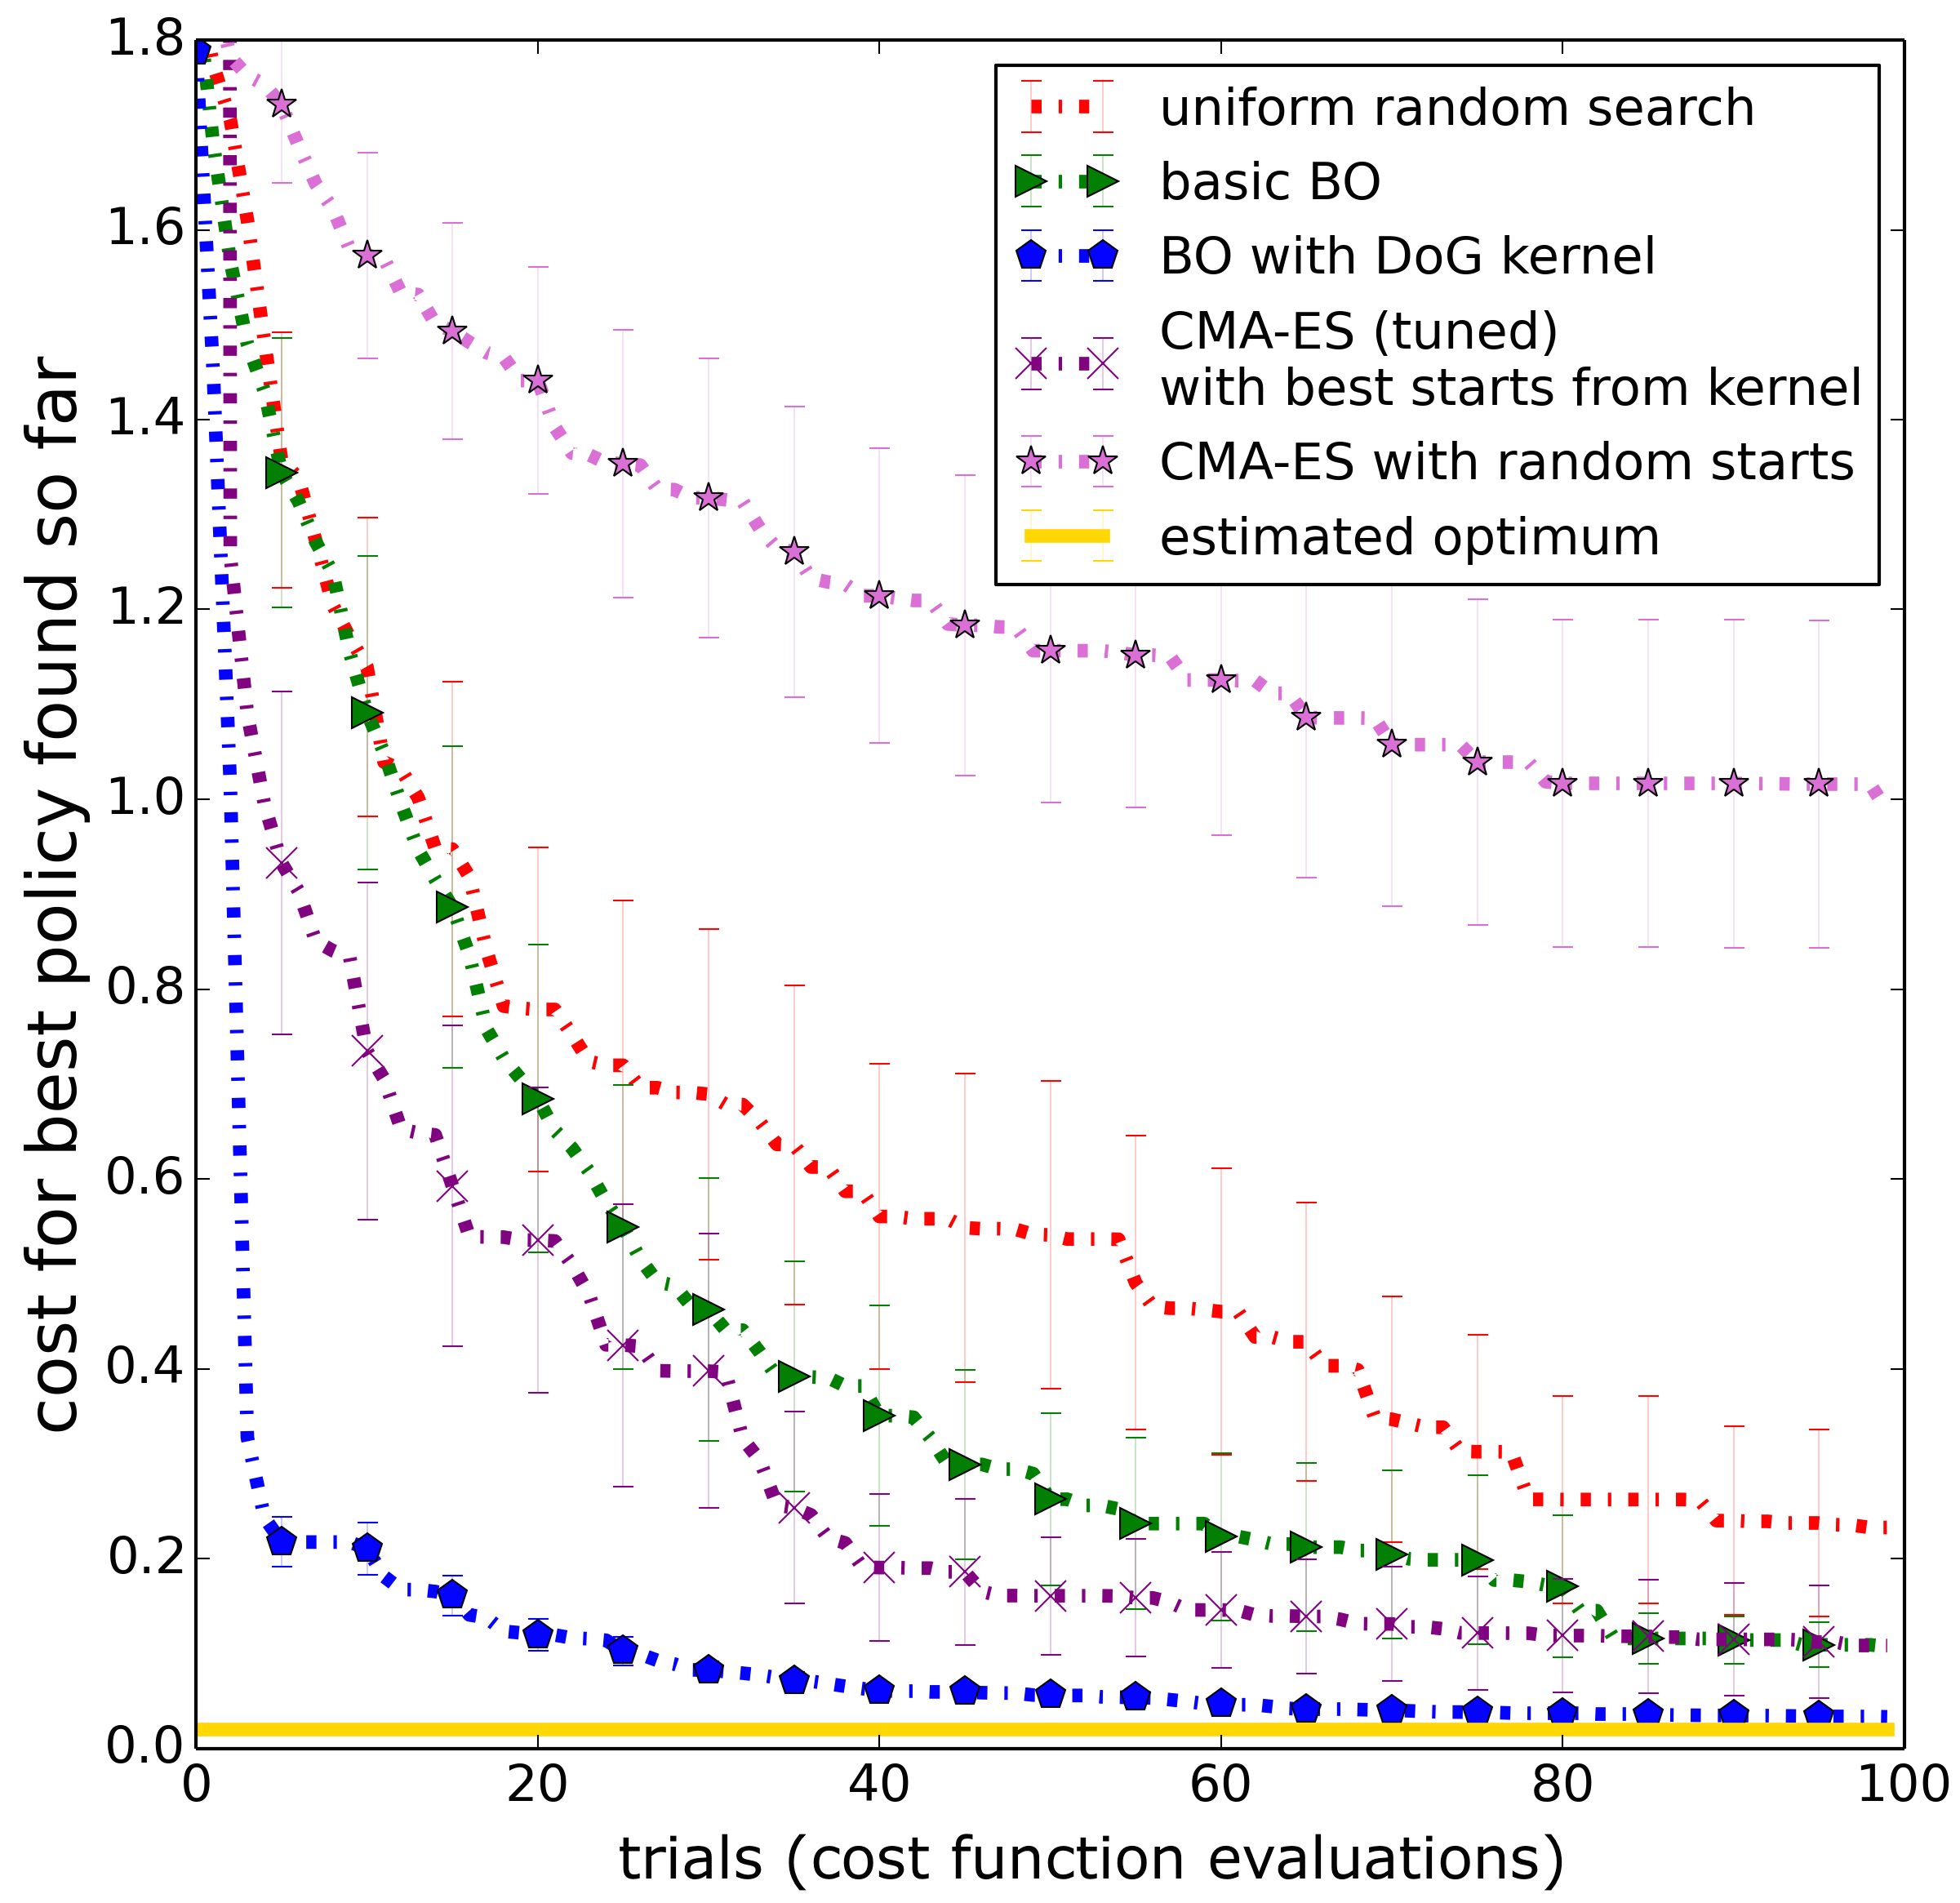 1.8
1.6
1.4
1.2
1.0
0.8
0.6
0.4
0.2
0.0
cost for best policy found so far
uniform random search
basic BO
BO with DoG kernel
CMA-ES (tuned)
with best starts from kernel
CMA-ES with random starts
estimated optimum
0 20 40 60 80 100
trials (cost function evaluations)